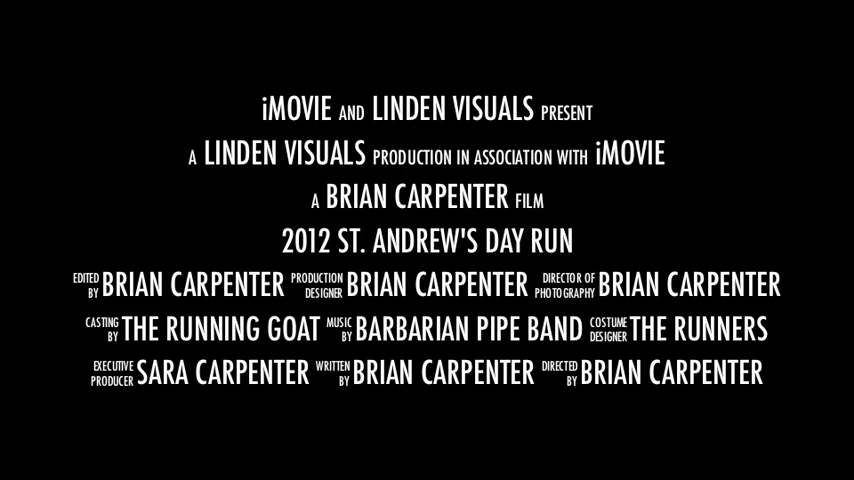 iMOVIE AND LINDEN VISUALS PRESENT
A LINDEN VISUALS PRODUCTION IN ASSOCIATION WITH iMOVIE
A BRIAN CARPENTER FILM
2012 ST. ANDREW'S DAY RUN
EDITED BY BRIAN CARPENTER PRODUCTION DESIGNER BRIAN CARPENTER DIRECTOR OF PHOTOGRAPHY BRIAN CARPENTER
CASTING BY THE RUNNING GOAT MUSIC BY BARBARIAN PIPE BAND COSTUME DESIGNER THE RUNNERS
EXECUTIVE PRODUCER SARA CARPENTER WRITTEN BY BRIAN CARPENTER DIRECTED BY BRIAN CARPENTER